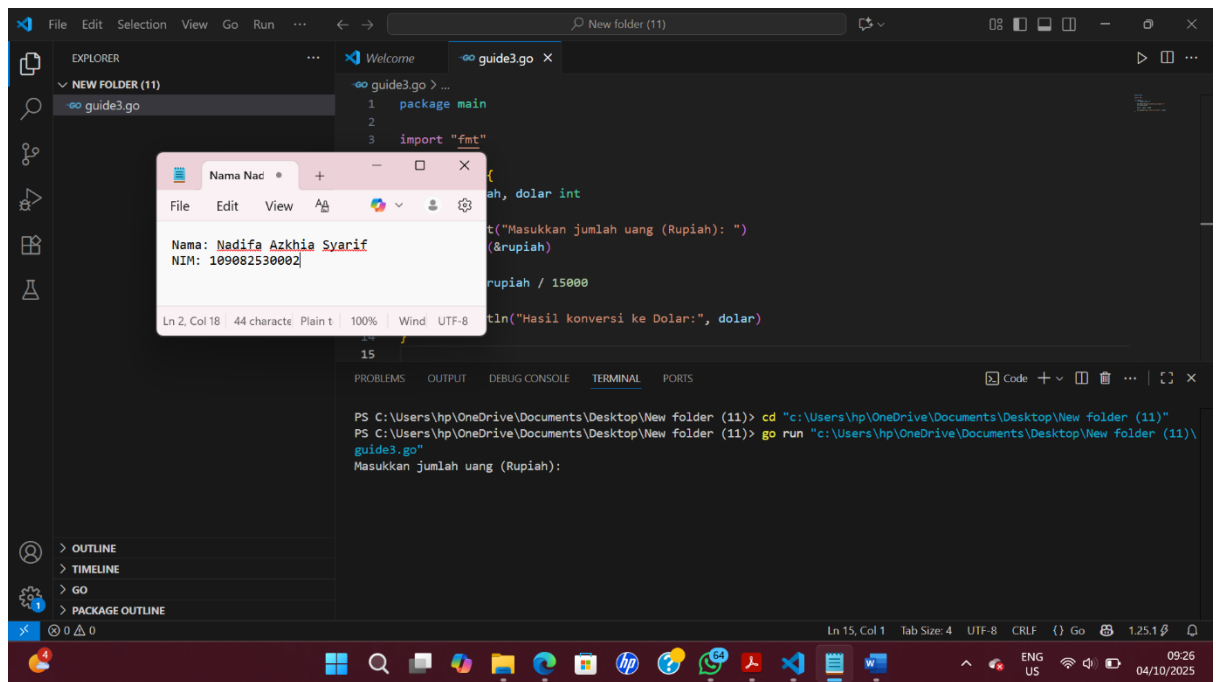 File Edit Selection View Go Run ... New folder (11)
EXPLORER ...
NEW FOLDER (11)
guide3.go
Welcome guide3.go
guide3.go > ...
1 package main
2
3 import "fmt"
{
ah, dolar int
t("Masukkan jumlah uang (Rupiah): ")
(&rupiah)
rupiah / 15000
tln("Hasil konversi ke Dolar:", dolar)
14 }
15
Nama Nad
File Edit View
Nama: Nadifa Azkhia Syarif
NIM: 109082530002
Ln 2, Col 18 44 characte Plain t 100% Wind UTF-8
PROBLEMS OUTPUT DEBUG CONSOLE TERMINAL PORTS Code
PS C:\Users\hp\OneDrive\Documents\Desktop\New folder (11)> cd "c:\Users\hp\OneDrive\Documents\Desktop\New folder (11)"
PS C:\Users\hp\OneDrive\Documents\Desktop\New folder (11)> go run "c:\Users\hp\OneDrive\Documents\Desktop\New folder (11)\
guide3.go"
Masukkan jumlah uang (Rupiah):
OUTLINE
TIMELINE
GO
PACKAGE OUTLINE
1
0 0 Ln 15, Col 1 Tab Size: 4 UTF-8 CRLF {} Go 1.25.1
4 hp 64 ENG 09:26
US 04/10/2025